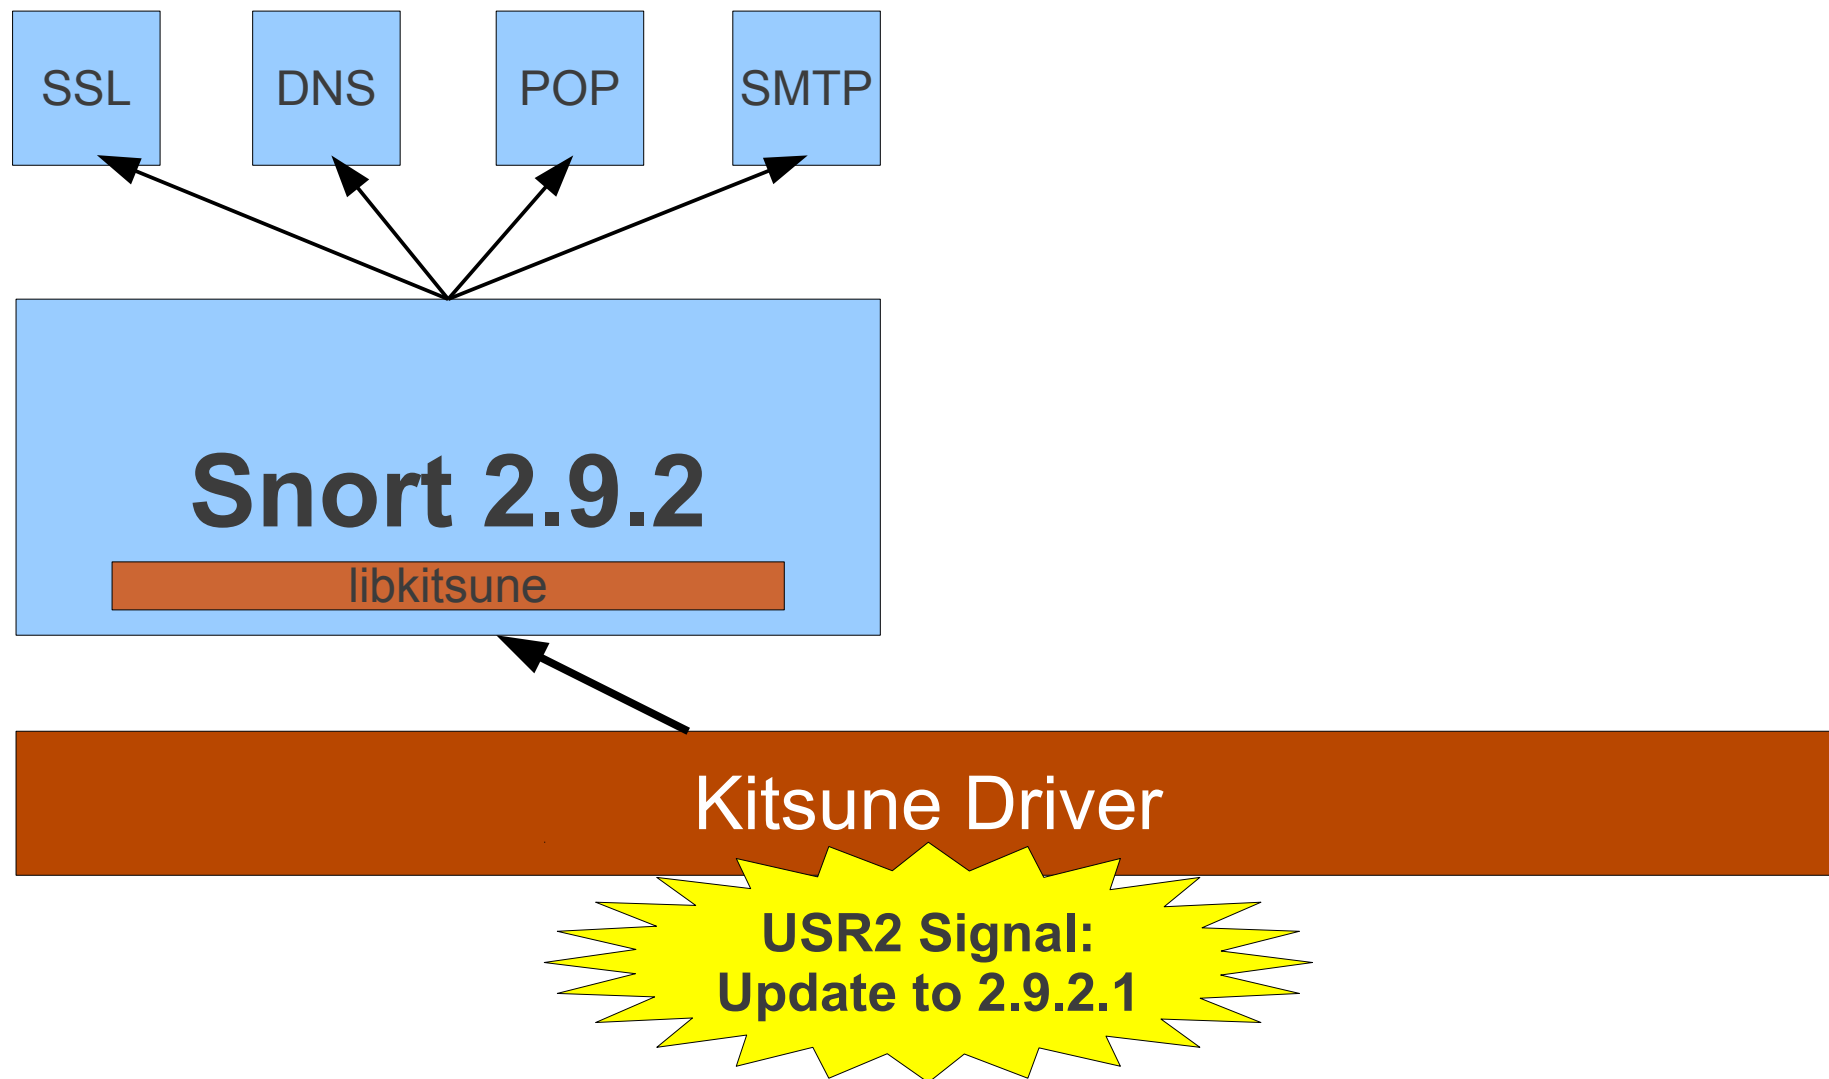 SSL
DNS
POP
SMTP
Snort 2.9.2
libkitsune
Kitsune Driver
USR2 Signal:
Update to 2.9.2.1